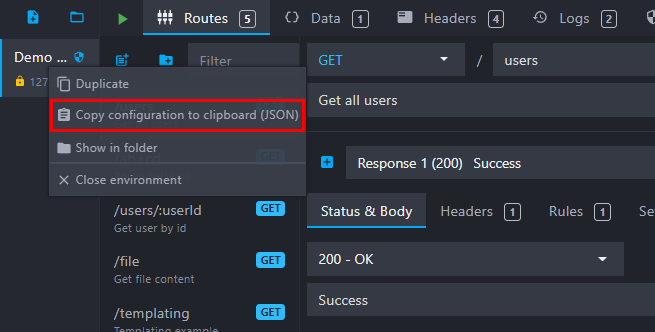 Routes 5 Data 1 Headers 4 Logs 2
Demo ...
127
Filter
Duplicate
Copy configuration to clipboard (JSON)
Show in folder
Close environment
/users/:userId GET
Get user by id
/file GET
Get file content
/templating GET
Templating example
GET / users
Get all users
Response 1 (200) Success
Status & Body Headers 1 Rules 1 Se
200 - OK
Success